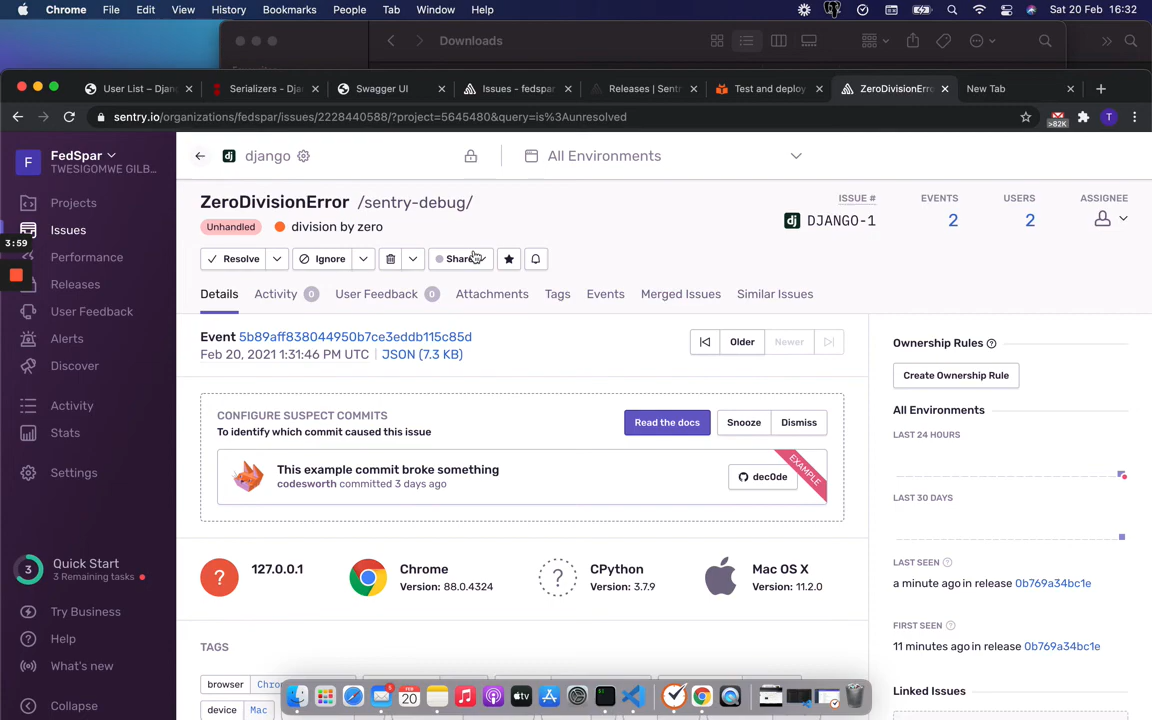 Chrome File Edit View History Bookmarks People Tab Window Help Sat 20 Feb 16:32
Downloads
User List – Djan Serializers - Djan Swagger UI Issues - fedspar Releases | Sentr Test and deploy ZeroDivisionErro New Tab
sentry.io/organizations/fedspar/issues/2228440588/?project=5645480&query=is%3Aunresolved >82K T
F FedSpar
TWESIGOMWE GILB...
dj django All Environments
Projects
Issues
3:59
Performance
Releases
User Feedback
Alerts
Discover
Activity
Stats
Settings
3 Quick Start
3 Remaining tasks
Try Business
Help
What's new
Collapse
ZeroDivisionError /sentry-debug/
Unhandled division by zero
ISSUE # EVENTS USERS ASSIGNEE
dj DJANGO-1 2 2
Resolve Ignore Share
Details Activity 0 User Feedback 0 Attachments Tags Events Merged Issues Similar Issues
Event 5b89aff838044950b7ce3eddb115c85d
Feb 20, 2021 1:31:46 PM UTC JSON (7.3 KB)
Older Newer
CONFIGURE SUSPECT COMMITS
To identify which commit caused this issue
Read the docs Snooze Dismiss
This example commit broke something
codesworth committed 3 days ago
dec0de
EXAMPLE
? 127.0.0.1
Chrome
Version: 88.0.4324
? CPython
Version: 3.7.9
Mac OS X
Version: 11.2.0
TAGS
browser Chro
device Mac
Ownership Rules ?
Create Ownership Rule
All Environments
LAST 24 HOURS
LAST 30 DAYS
LAST SEEN ?
a minute ago in release 0b769a34bc1e
FIRST SEEN ?
11 minutes ago in release 0b769a34bc1e
Linked Issues
20
tv